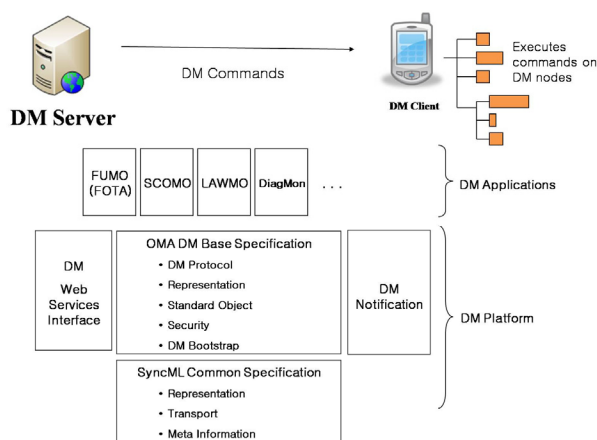 DM Commands
Executes
commands on
DM nodes
DM Server
DM Client
FUMO
(FOTA)
SCOMO
LAWMO
DiagMon
...
DM Applications
DM
Web
Services
Interface
OMA DM Base Specification
• DM Protocol
• Representation
• Standard Object
• Security
• DM Bootstrap
DM
Notification
DM Platform
SyncML Common Specification
• Representation
• Transport
• Meta Information